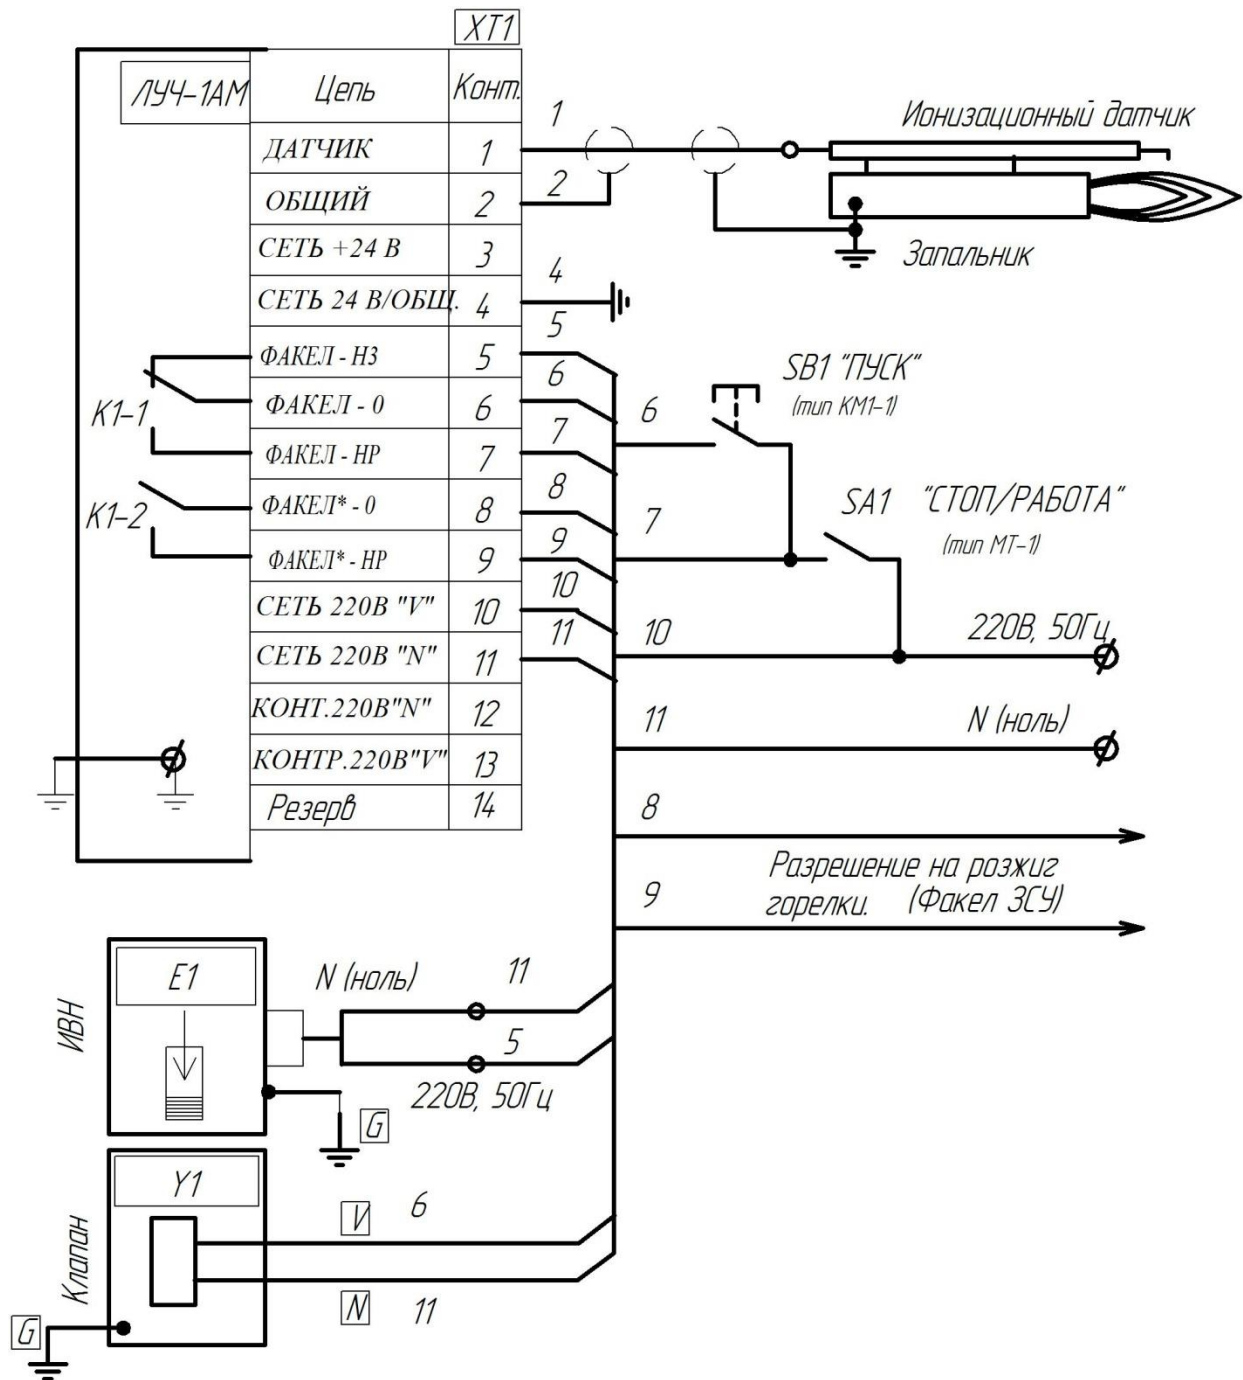 XT1
ЛУЧ-1АМ
Цепь
Конт.
ДАТЧИК
1
ОБЩИЙ
2
СЕТЬ +24 В
3
СЕТЬ 24 В/ОБЩ.
4
ФАКЕЛ - НЗ
5
ФАКЕЛ - 0
6
ФАКЕЛ - НР
7
ФАКЕЛ* - 0
8
ФАКЕЛ* - НР
9
СЕТЬ 220В "V"
10
СЕТЬ 220В "N"
11
КОНТ.220В"N"
12
КОНТР.220В"V"
13
Резерв
14
К1-1
К1-2
1
2
4
5
6
7
8
9
10
11
Ионизационный датчик
Запальник
6
SB1 "ПУСК"
(тип КМ1-1)
7
SA1 "СТОП/РАБОТА"
(тип МТ-1)
10
220В, 50Гц
11
N (ноль)
8
Разрешение на розжиг
горелки. (Факел ЗСУ)
9
ИВН
E1
N (ноль)
11
5
220В, 50Гц
G
Клапан
Y1
V
6
N
11
G